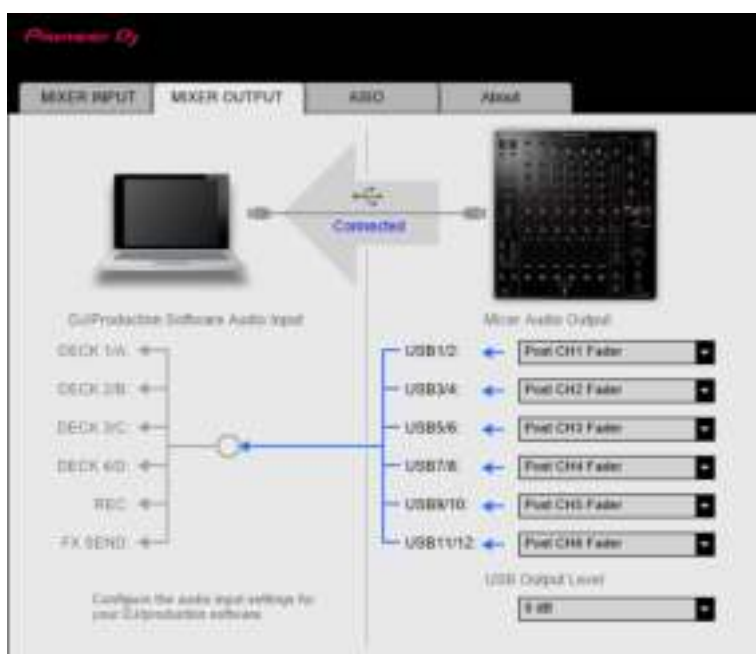 Pioneer Dj
MIXER INPUT
MIXER OUTPUT
ASIO
About
Connected
DJ/Production Software Audio Input
Mixer Audio Output
DECK 1/A:
USB1/2:
Post CH1 Fader
DECK 2/B:
USB3/4:
Post CH2 Fader
DECK 3/C:
USB5/6:
Post CH3 Fader
DECK 4/D:
USB7/8:
Post CH4 Fader
REC:
USB9/10:
Post CH5 Fader
FX SEND:
USB11/12:
Post CH6 Fader
USB Output Level
Configure the audio input settings for
your DJ/production software.
dB